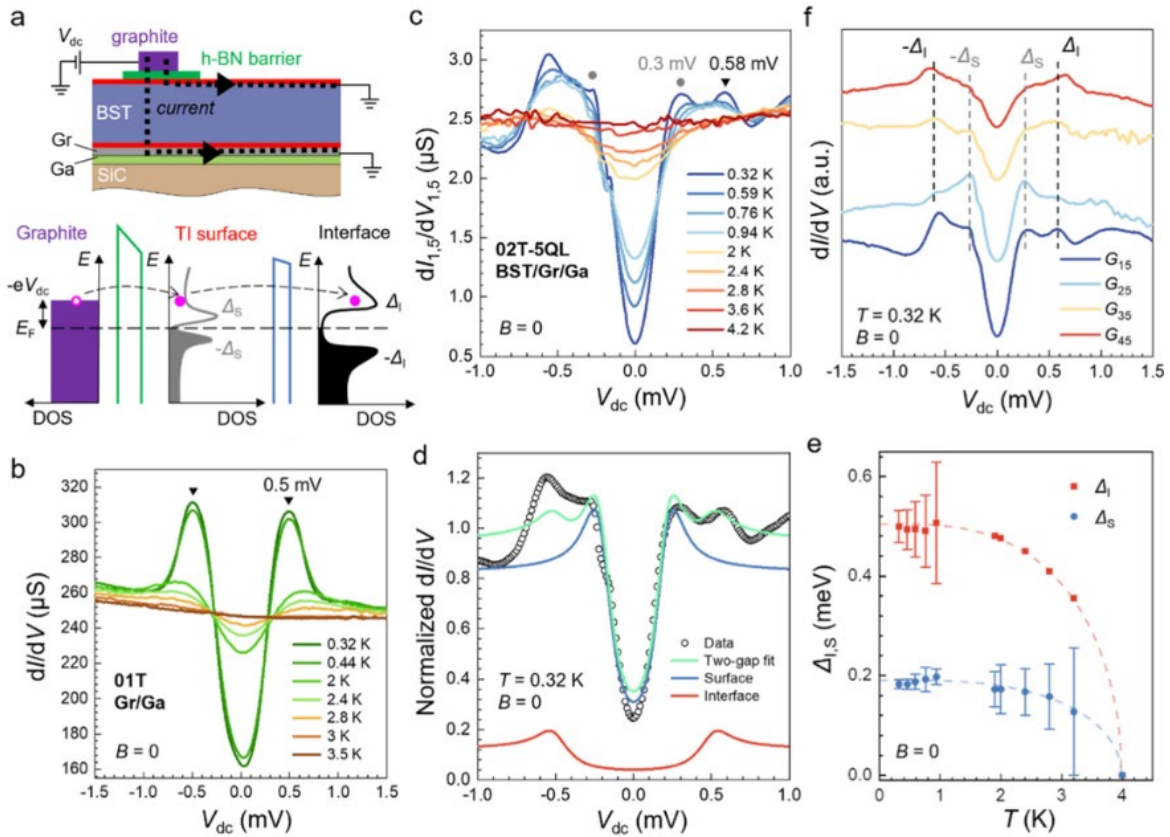 a
V_dc
graphite
h-BN barrier
BST
current
Gr
Ga
SiC
Graphite
TI surface
Interface
E
E
E
-eV_dc
E_F
Δ_S
-Δ_S
Δ_I
-Δ_I
DOS
DOS
DOS
b
dI/dV (µS)
320
300
280
260
240
220
200
180
160
0.5 mV
01T
Gr/Ga
B = 0
0.32 K
0.44 K
2 K
2.4 K
2.8 K
3 K
3.5 K
-1.5 -1.0 -0.5 0.0 0.5 1.0 1.5
V_dc (mV)
c
dI_1,5/dV_1,5 (µS)
3.5
3.0
2.5
2.0
1.5
1.0
0.5
0.3 mV
0.58 mV
02T-5QL
BST/Gr/Ga
B = 0
0.32 K
0.59 K
0.76 K
0.94 K
2 K
2.4 K
2.8 K
3.6 K
4.2 K
-1.0 -0.5 0.0 0.5 1.0
V_dc (mV)
d
Normalized dI/dV
1.4
1.2
1.0
0.8
0.6
0.4
0.2
0.0
T = 0.32 K
B = 0
Data
Two-gap fit
Surface
Interface
-1.0 -0.5 0.0 0.5 1.0
V_dc (mV)
f
dI/dV (a.u.)
-Δ_I
-Δ_S
Δ_S
Δ_I
T = 0.32 K
B = 0
G_15
G_25
G_35
G_45
-1.5 -1.0 -0.5 0.0 0.5 1.0 1.5
V_dc (mV)
e
Δ_I,S (meV)
0.6
0.4
0.2
0.0
Δ_I
Δ_S
B = 0
0 1 2 3 4
T (K)